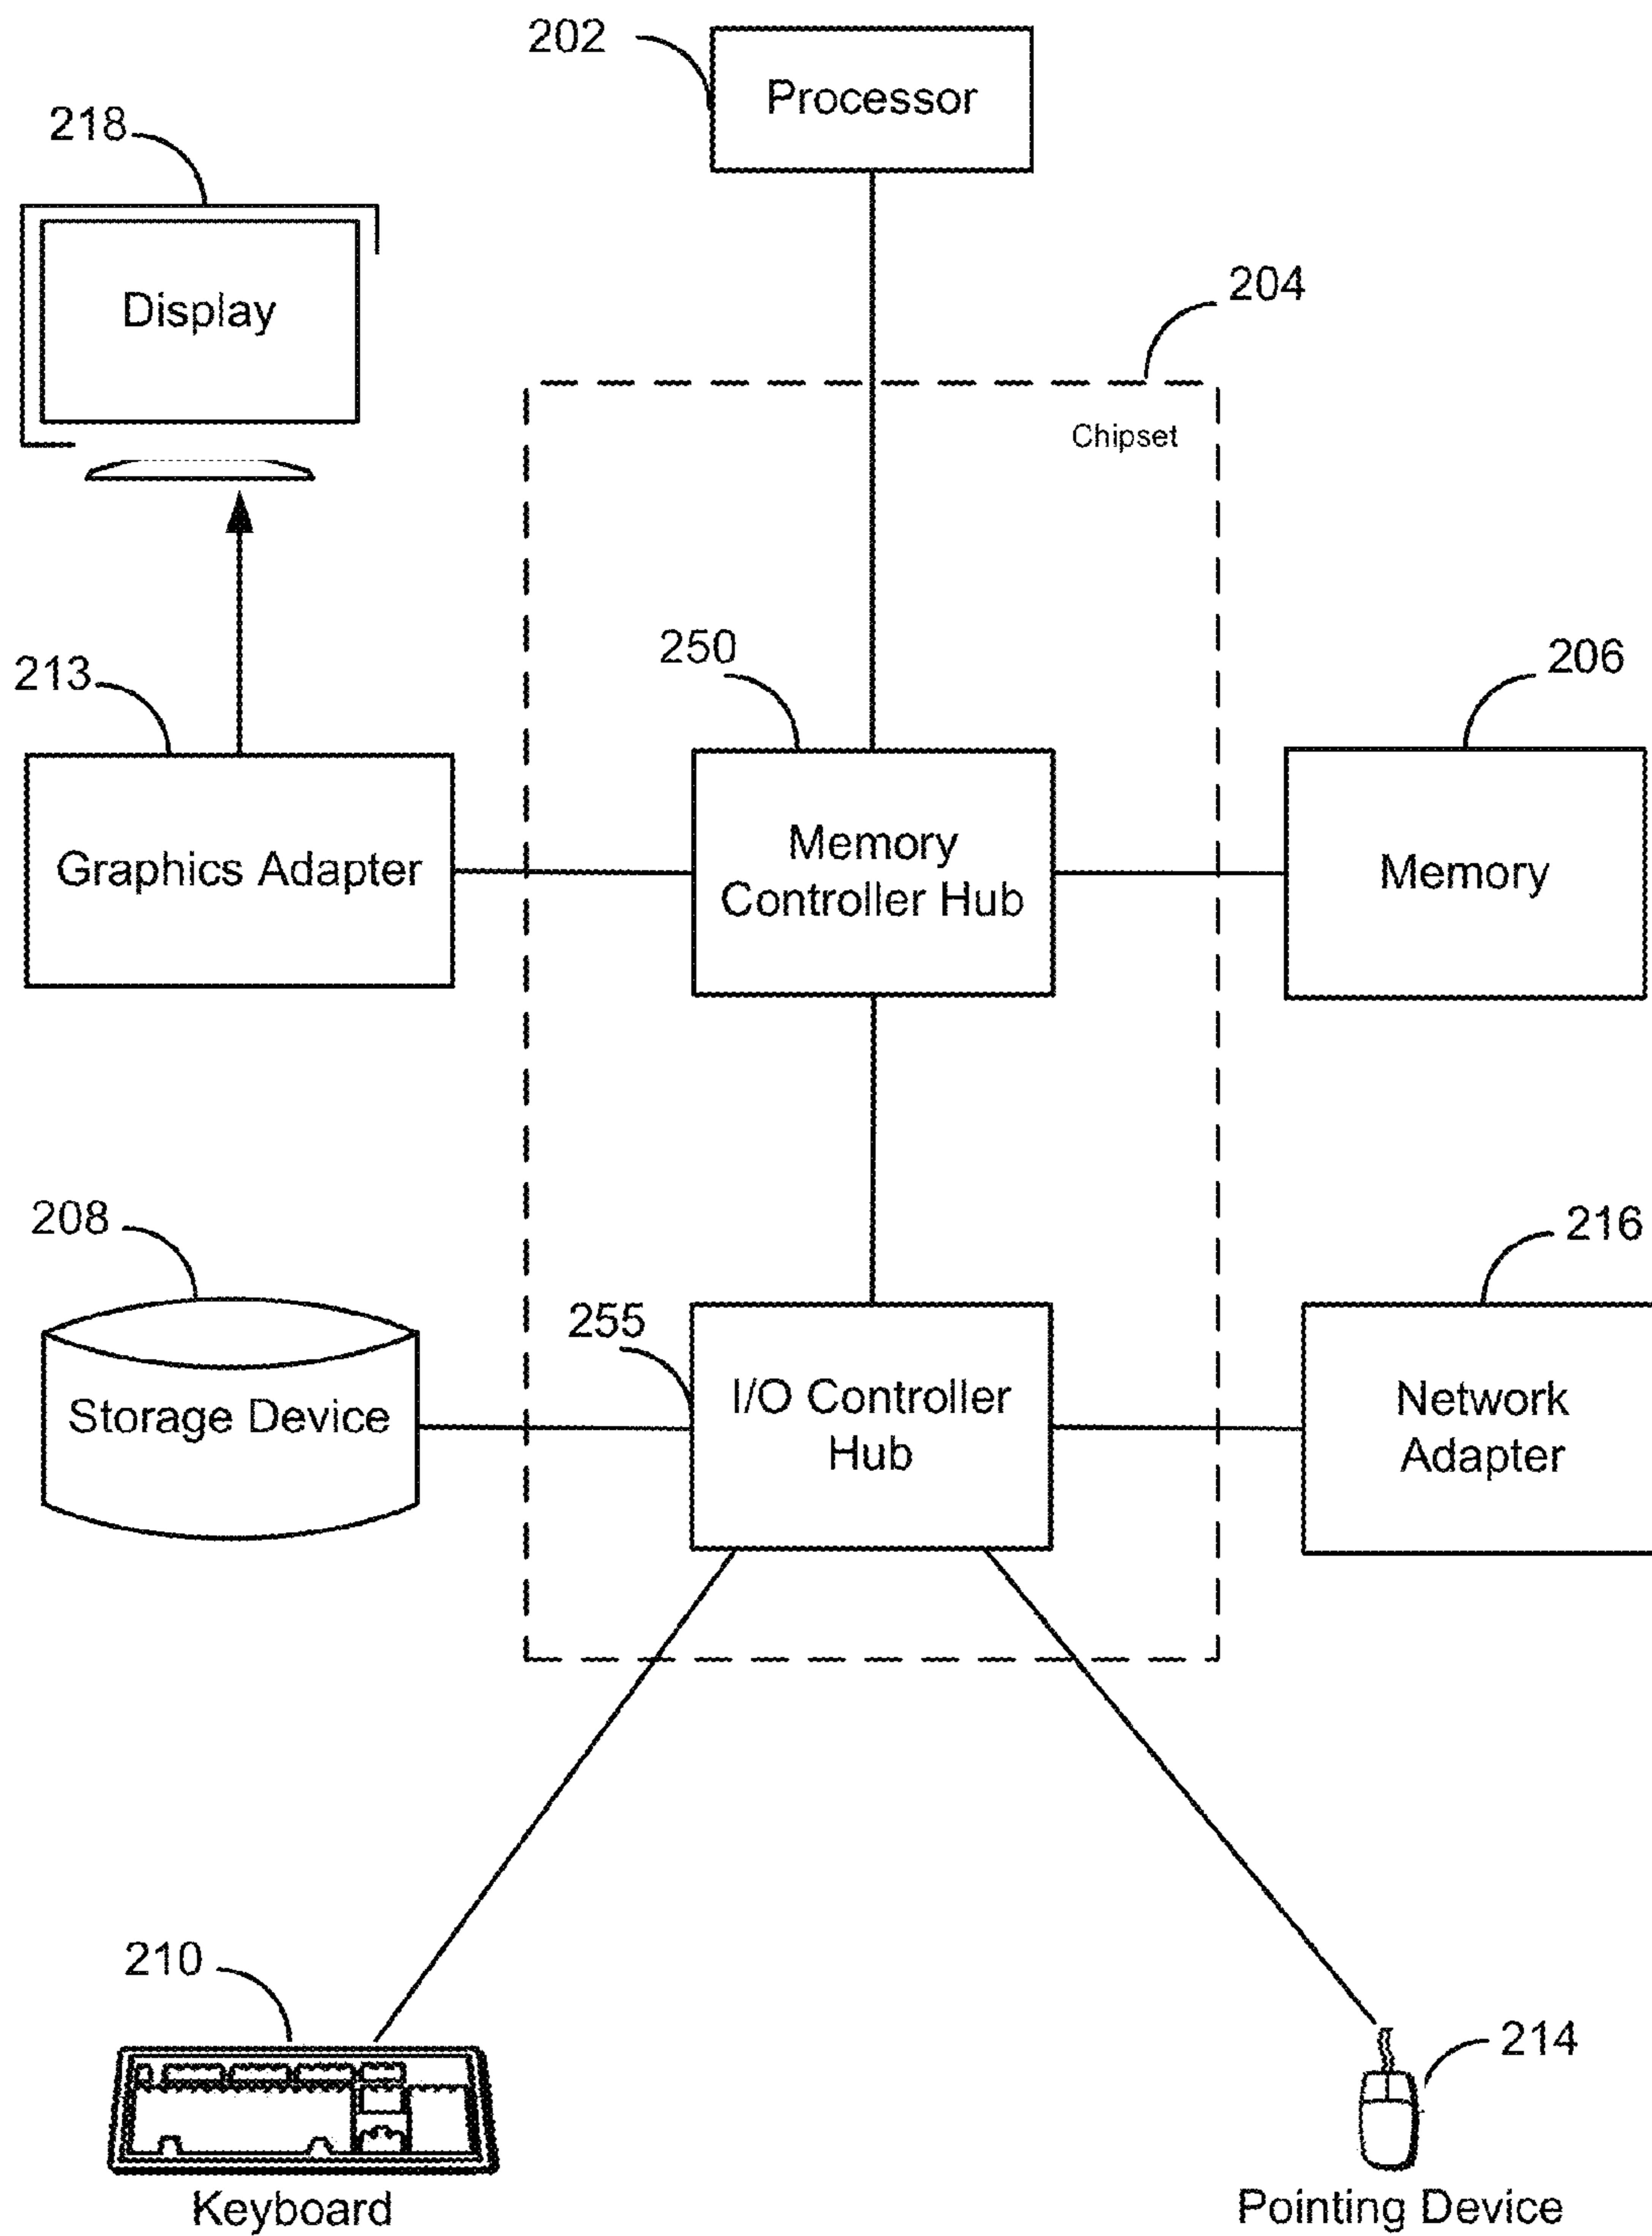 202
Processor
218
Display
204
Chipset
250
206
213
Memory
Controller Hub
Graphics Adapter
Memory
208
216
255
Storage Device
I/O Controller
Hub
Network
Adapter
210
214
Keyboard
Pointing Device